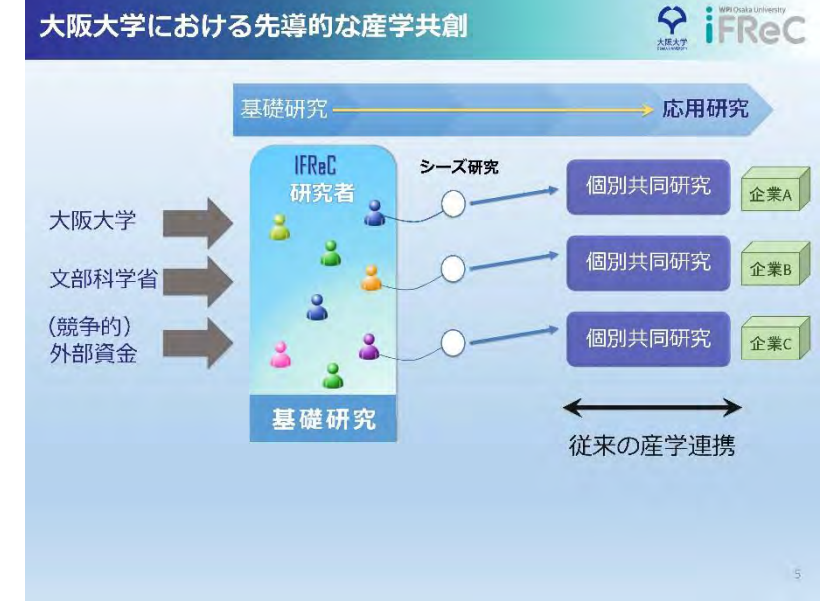 大阪大学における先導的な産学共創
大阪大学
OSAKA UNIVERSITY
WPI Osaka University
iFReC
基礎研究
応用研究
IFReC
研究者
シーズ研究
個別共同研究
企業A
大阪大学
個別共同研究
企業B
文部科学省
(競争的)
外部資金
個別共同研究
企業C
基礎研究
従来の産学連携
5